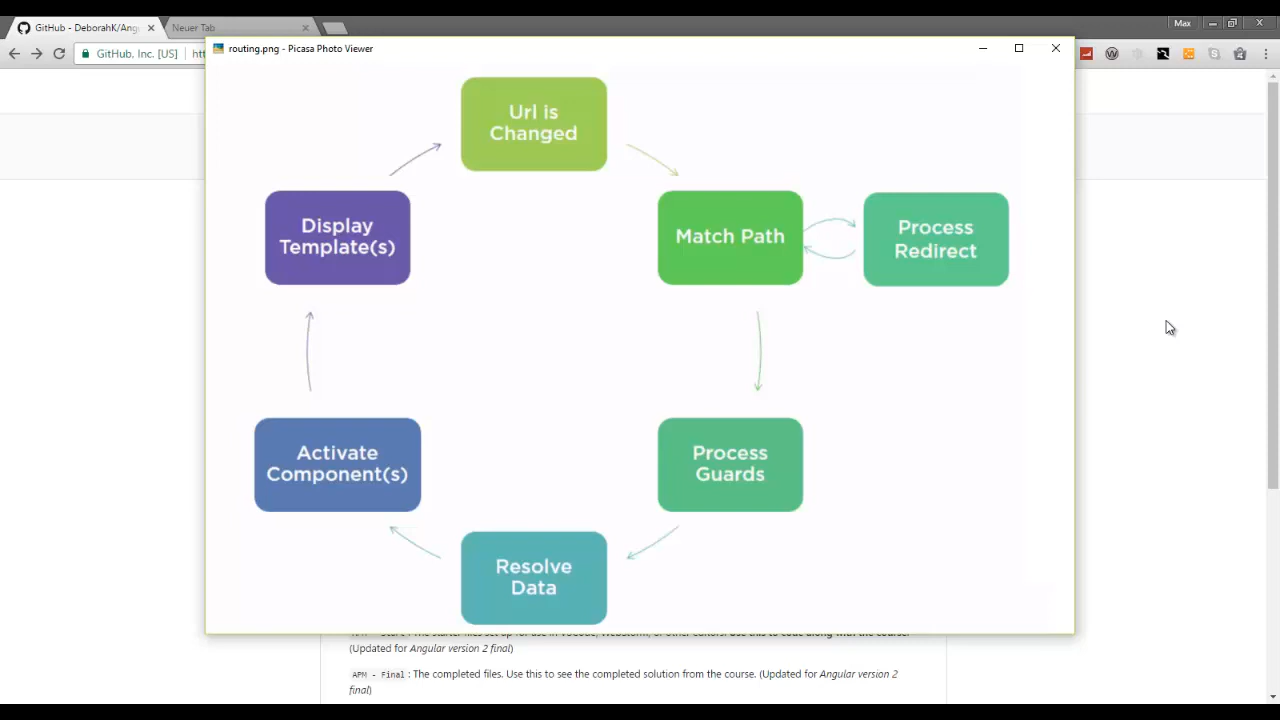 GitHub - DeborahK/Ang
Neuer Tab
Max
GitHub, Inc. [US]
routing.png - Picasa Photo Viewer
Url is
Changed
Display
Template(s)
Match Path
Process
Redirect
Activate
Component(s)
Process
Guards
Resolve
Data
(Updated for Angular version 2 final)
APM - Final : The completed files. Use this to see the completed solution from the course. (Updated for Angular version 2
final)